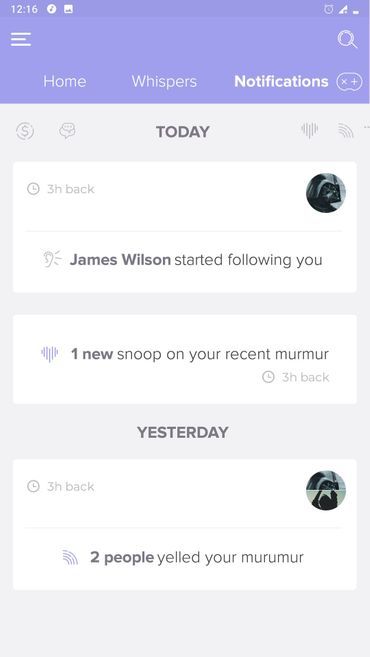 12:16
Home Whispers Notifications
TODAY
3h back
James Wilson started following you
1 new snoop on your recent murmur
3h back
YESTERDAY
3h back
2 people yelled your murumur